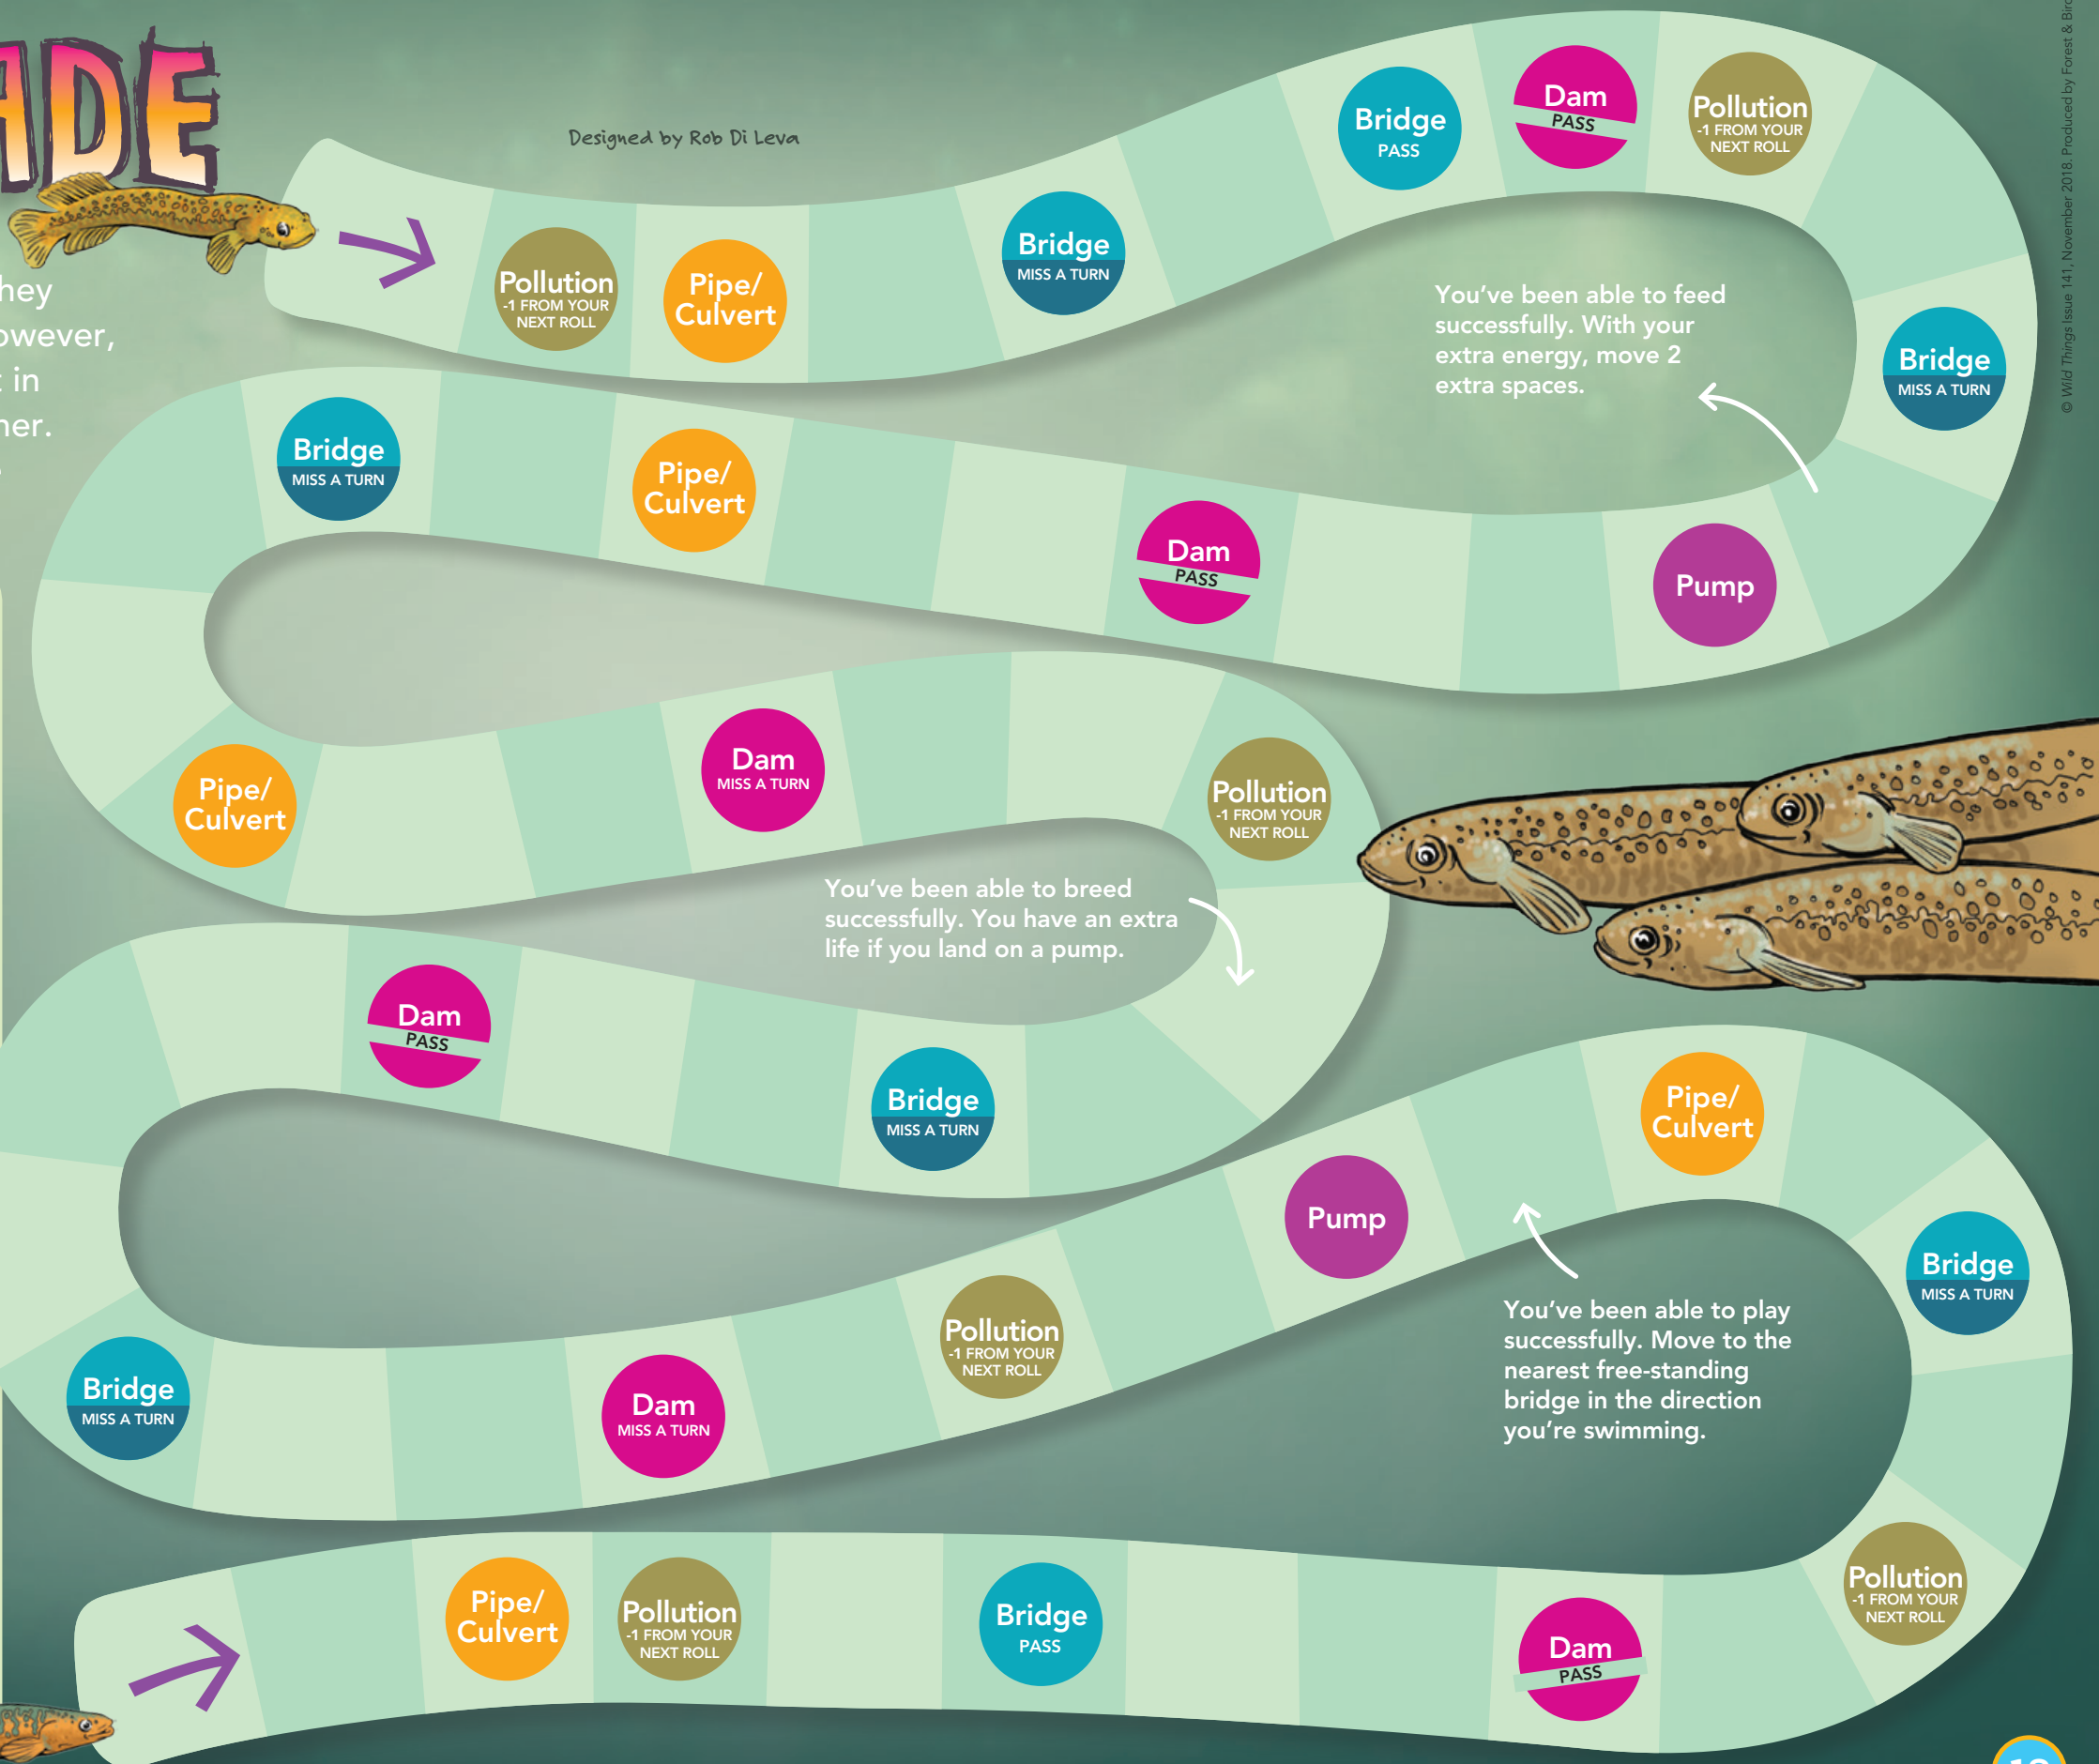 ADE
Designed by Rob Di Leva
hey
owever,
in
her.
Pollution
-1 FROM YOUR
NEXT ROLL
Pipe/
Culvert
Bridge
MISS A TURN
Bridge
PASS
Dam
PASS
Pollution
-1 FROM YOUR
NEXT ROLL
Bridge
MISS A TURN
You've been able to feed
successfully. With your
extra energy, move 2
extra spaces.
Pump
Dam
PASS
Pipe/
Culvert
Bridge
MISS A TURN
Pipe/
Culvert
Dam
MISS A TURN
Pollution
-1 FROM YOUR
NEXT ROLL
You've been able to breed
successfully. You have an extra
life if you land on a pump.
Bridge
MISS A TURN
Dam
PASS
Bridge
MISS A TURN
Dam
MISS A TURN
Pollution
-1 FROM YOUR
NEXT ROLL
Pump
Pipe/
Culvert
Bridge
MISS A TURN
You've been able to play
successfully. Move to the
nearest free-standing
bridge in the direction
you're swimming.
Pollution
-1 FROM YOUR
NEXT ROLL
Dam
PASS
Bridge
PASS
Pollution
-1 FROM YOUR
NEXT ROLL
Pipe/
Culvert
© Wild Things Issue 141, November 2018. Produced by Forest & Bird